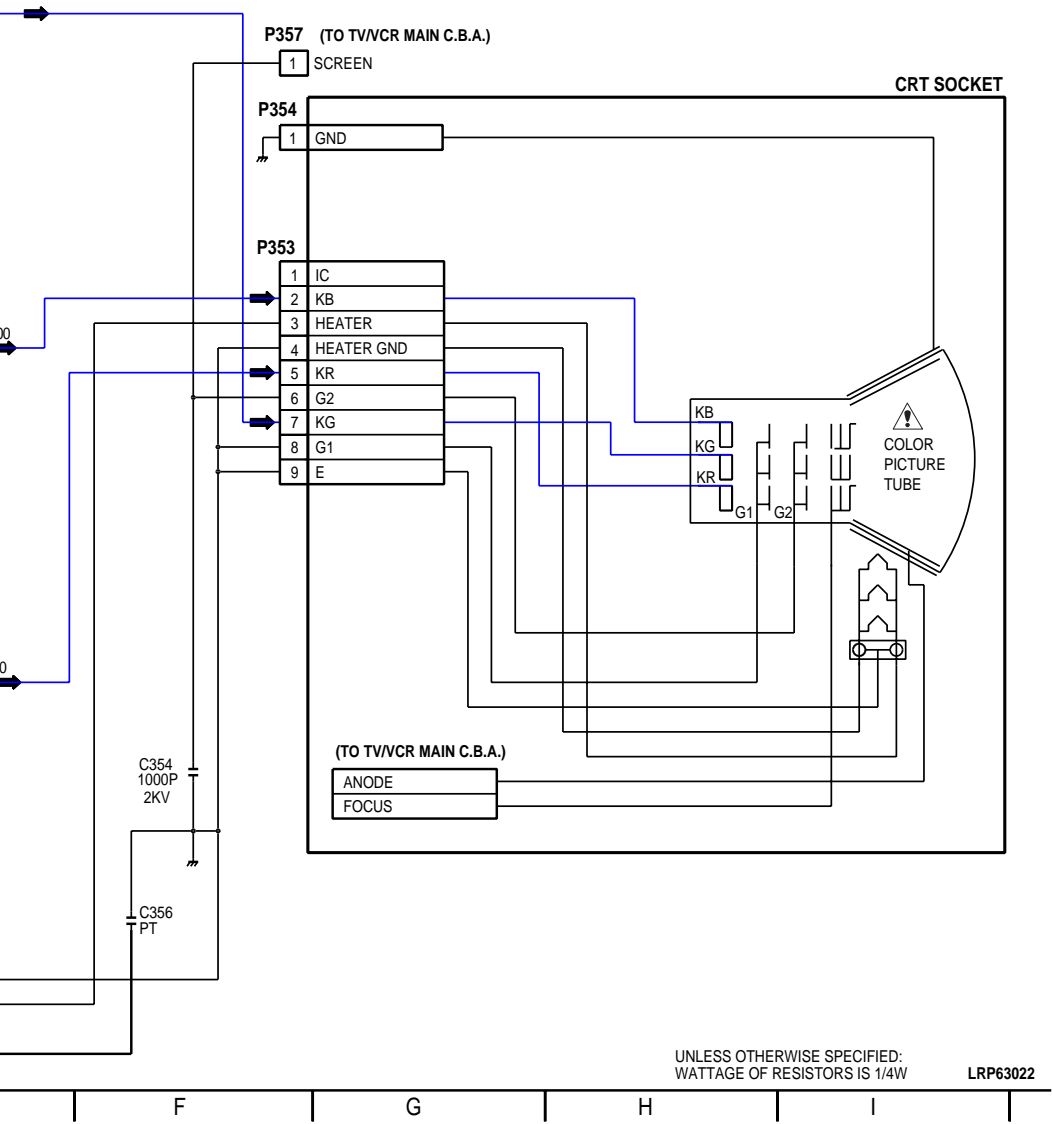 P357 (TO TV/VCR MAIN C.B.A.)
1 SCREEN
CRT SOCKET
P354
1 GND
P353
1 IC
2 KB
3 HEATER
4 HEATER GND
5 KR
6 G2
7 KG
8 G1
9 E
KB
KG
KR
G1 G2
COLOR
PICTURE
TUBE
(TO TV/VCR MAIN C.B.A.)
ANODE
FOCUS
C354
1000P
2KV
C356
PT
UNLESS OTHERWISE SPECIFIED:
WATTAGE OF RESISTORS IS 1/4W
LRP63022
F G H I